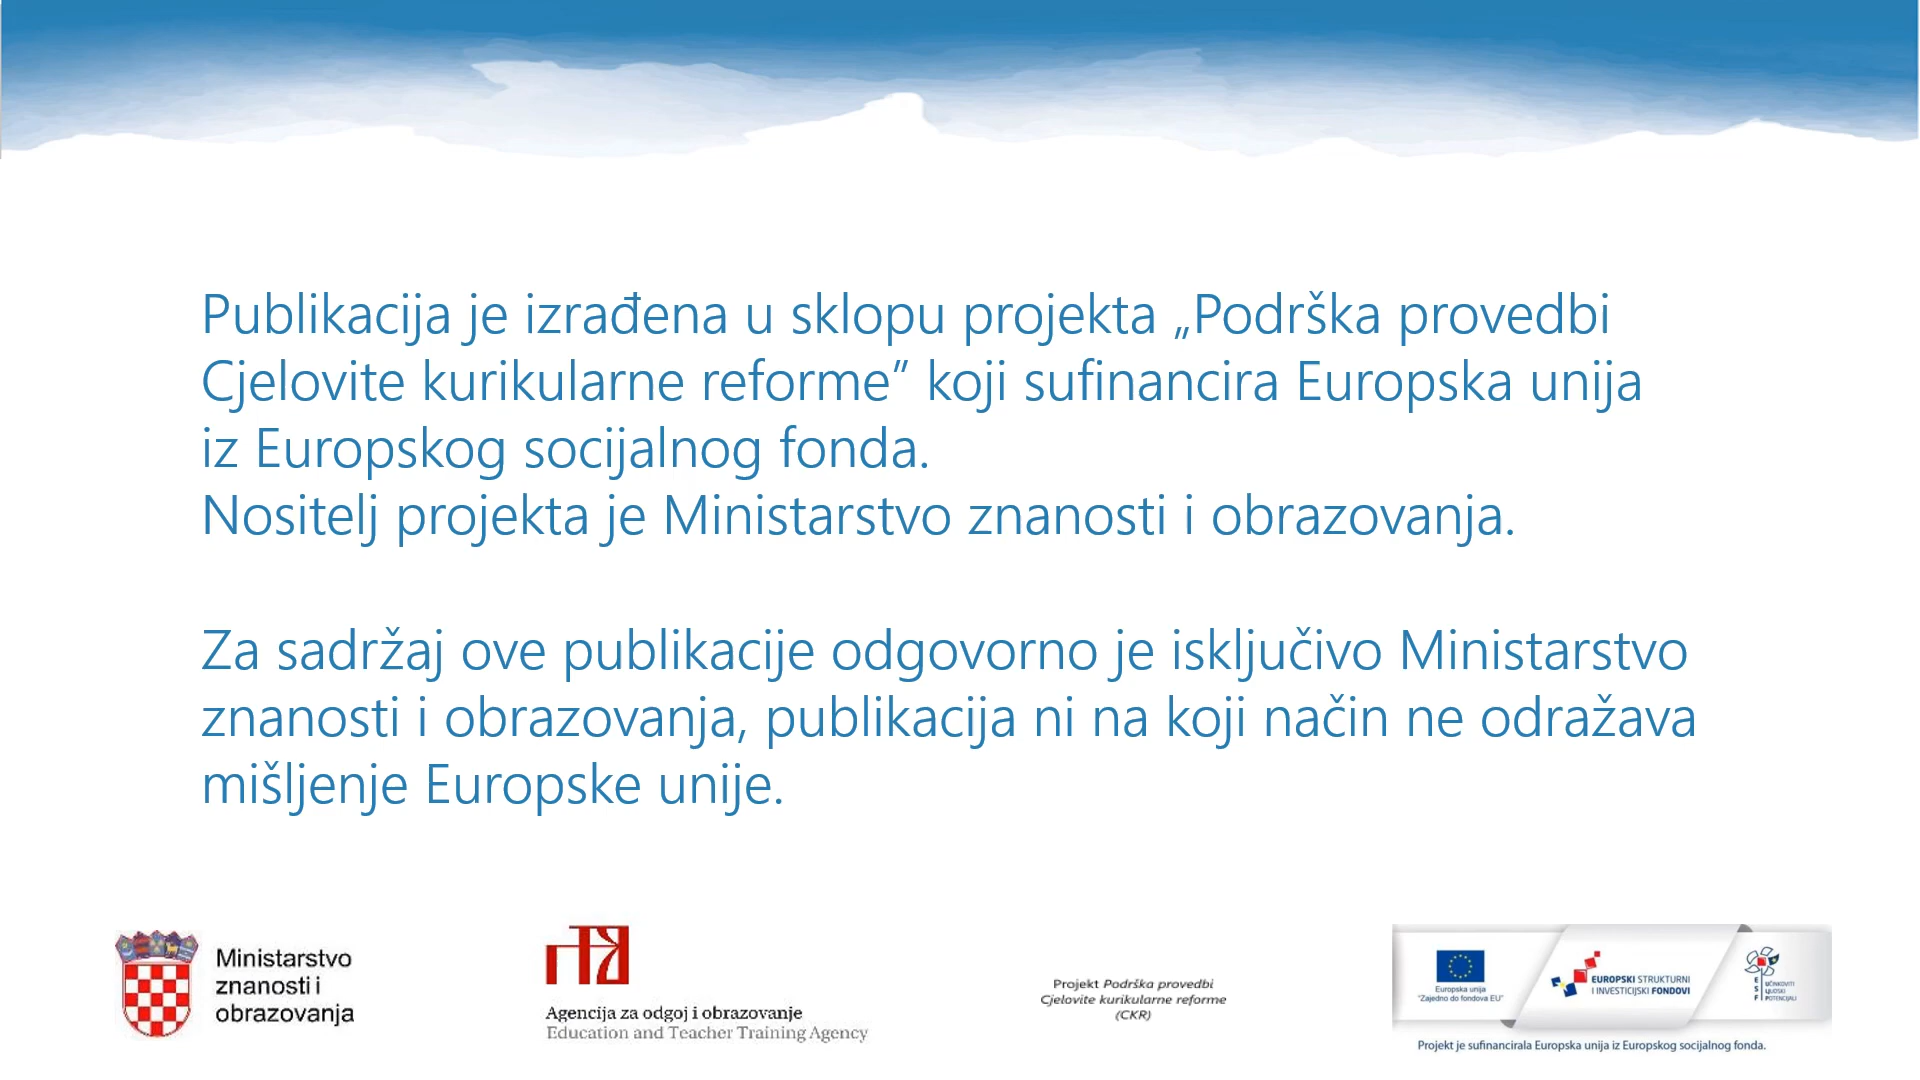 Publikacija je izrađena u sklopu projekta „Podrška provedbi
Cjelovite kurikularne reforme” koji sufinancira Europska unija
iz Europskog socijalnog fonda.
Nositelj projekta je Ministarstvo znanosti i obrazovanja.
Za sadržaj ove publikacije odgovorno je isključivo Ministarstvo
znanosti i obrazovanja, publikacija ni na koji način ne odražava
mišljenje Europske unije.
Ministarstvo
znanosti i
obrazovanja
Agencija za odgoj i obrazovanje
Education and Teacher Training Agency
Projekt Podrška provedbi
Cjelovite kurikularne reforme
(CKR)
Europska unija
"Zajedno do fondova EU"
EUROPSKI STRUKTURNI
I INVESTICIJSKI FONDOVI
ESF
UČINKOVITI
LJUDSKI
POTENCIJALI
Projekt je sufinancirala Europska unija iz Europskog socijalnog fonda.